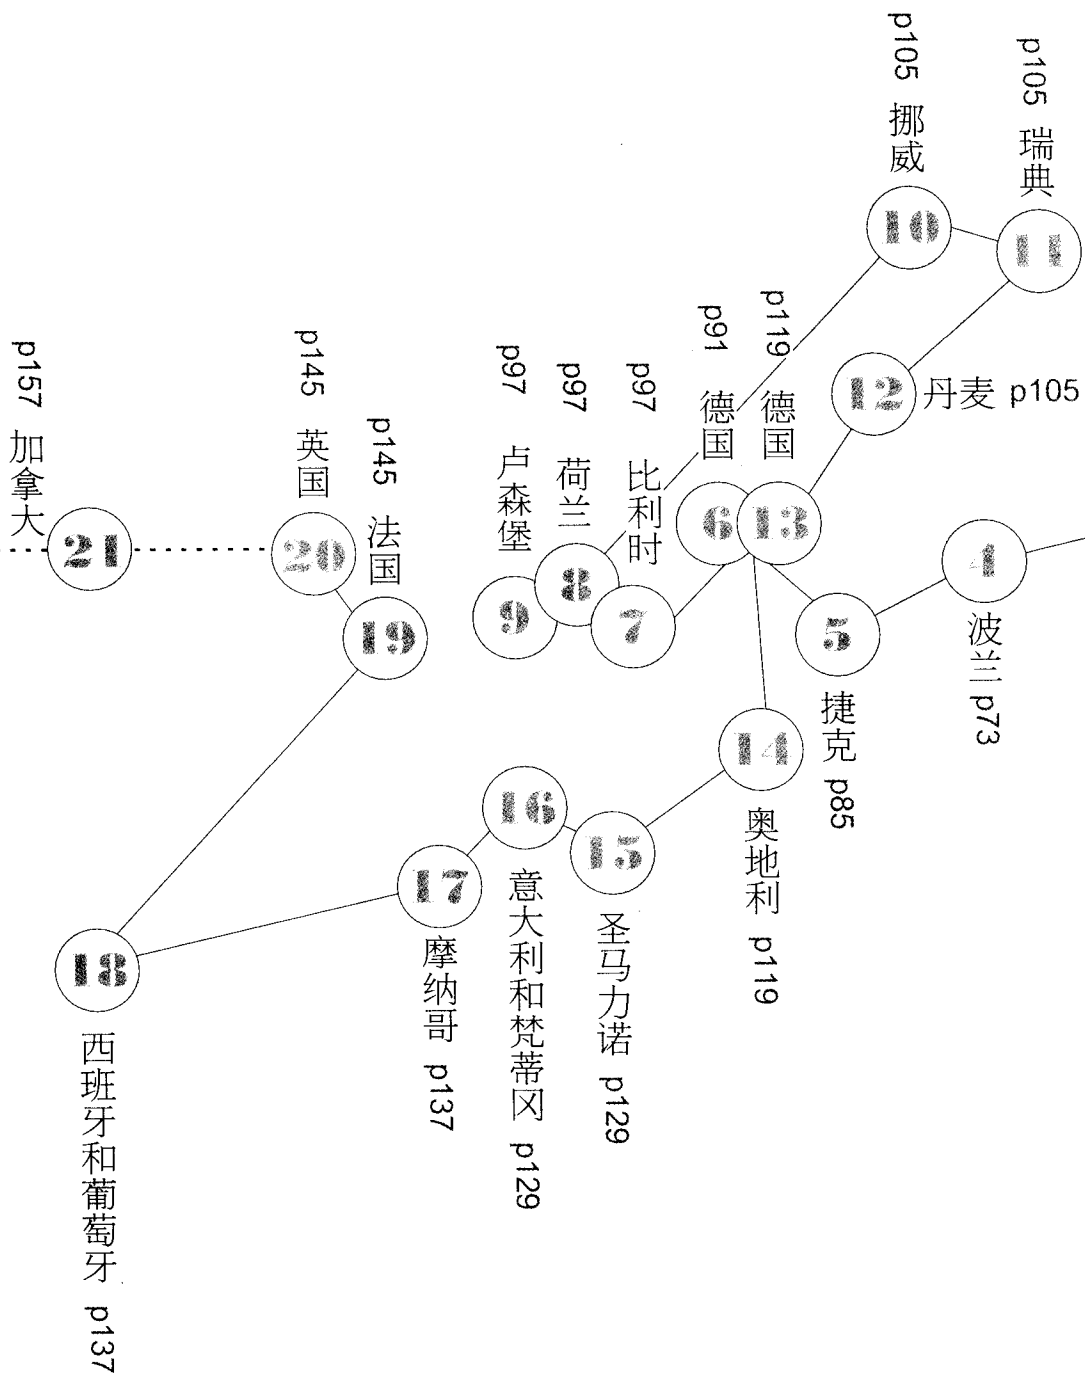 p105 瑞典
11
p105 挪威
10
p119 德国
13
p91 德国
6
12
丹麦 p105
4
波兰 p73
5
捷克 p85
p97 比利时
7
p97 荷兰
8
p97 卢森堡
9
14
奥地利 p119
15
圣马力诺 p129
16
意大利和梵蒂冈 p129
17
摩纳哥 p137
18
西班牙和葡萄牙 p137
p145 法国
19
p145 英国
20
p157 加拿大
21